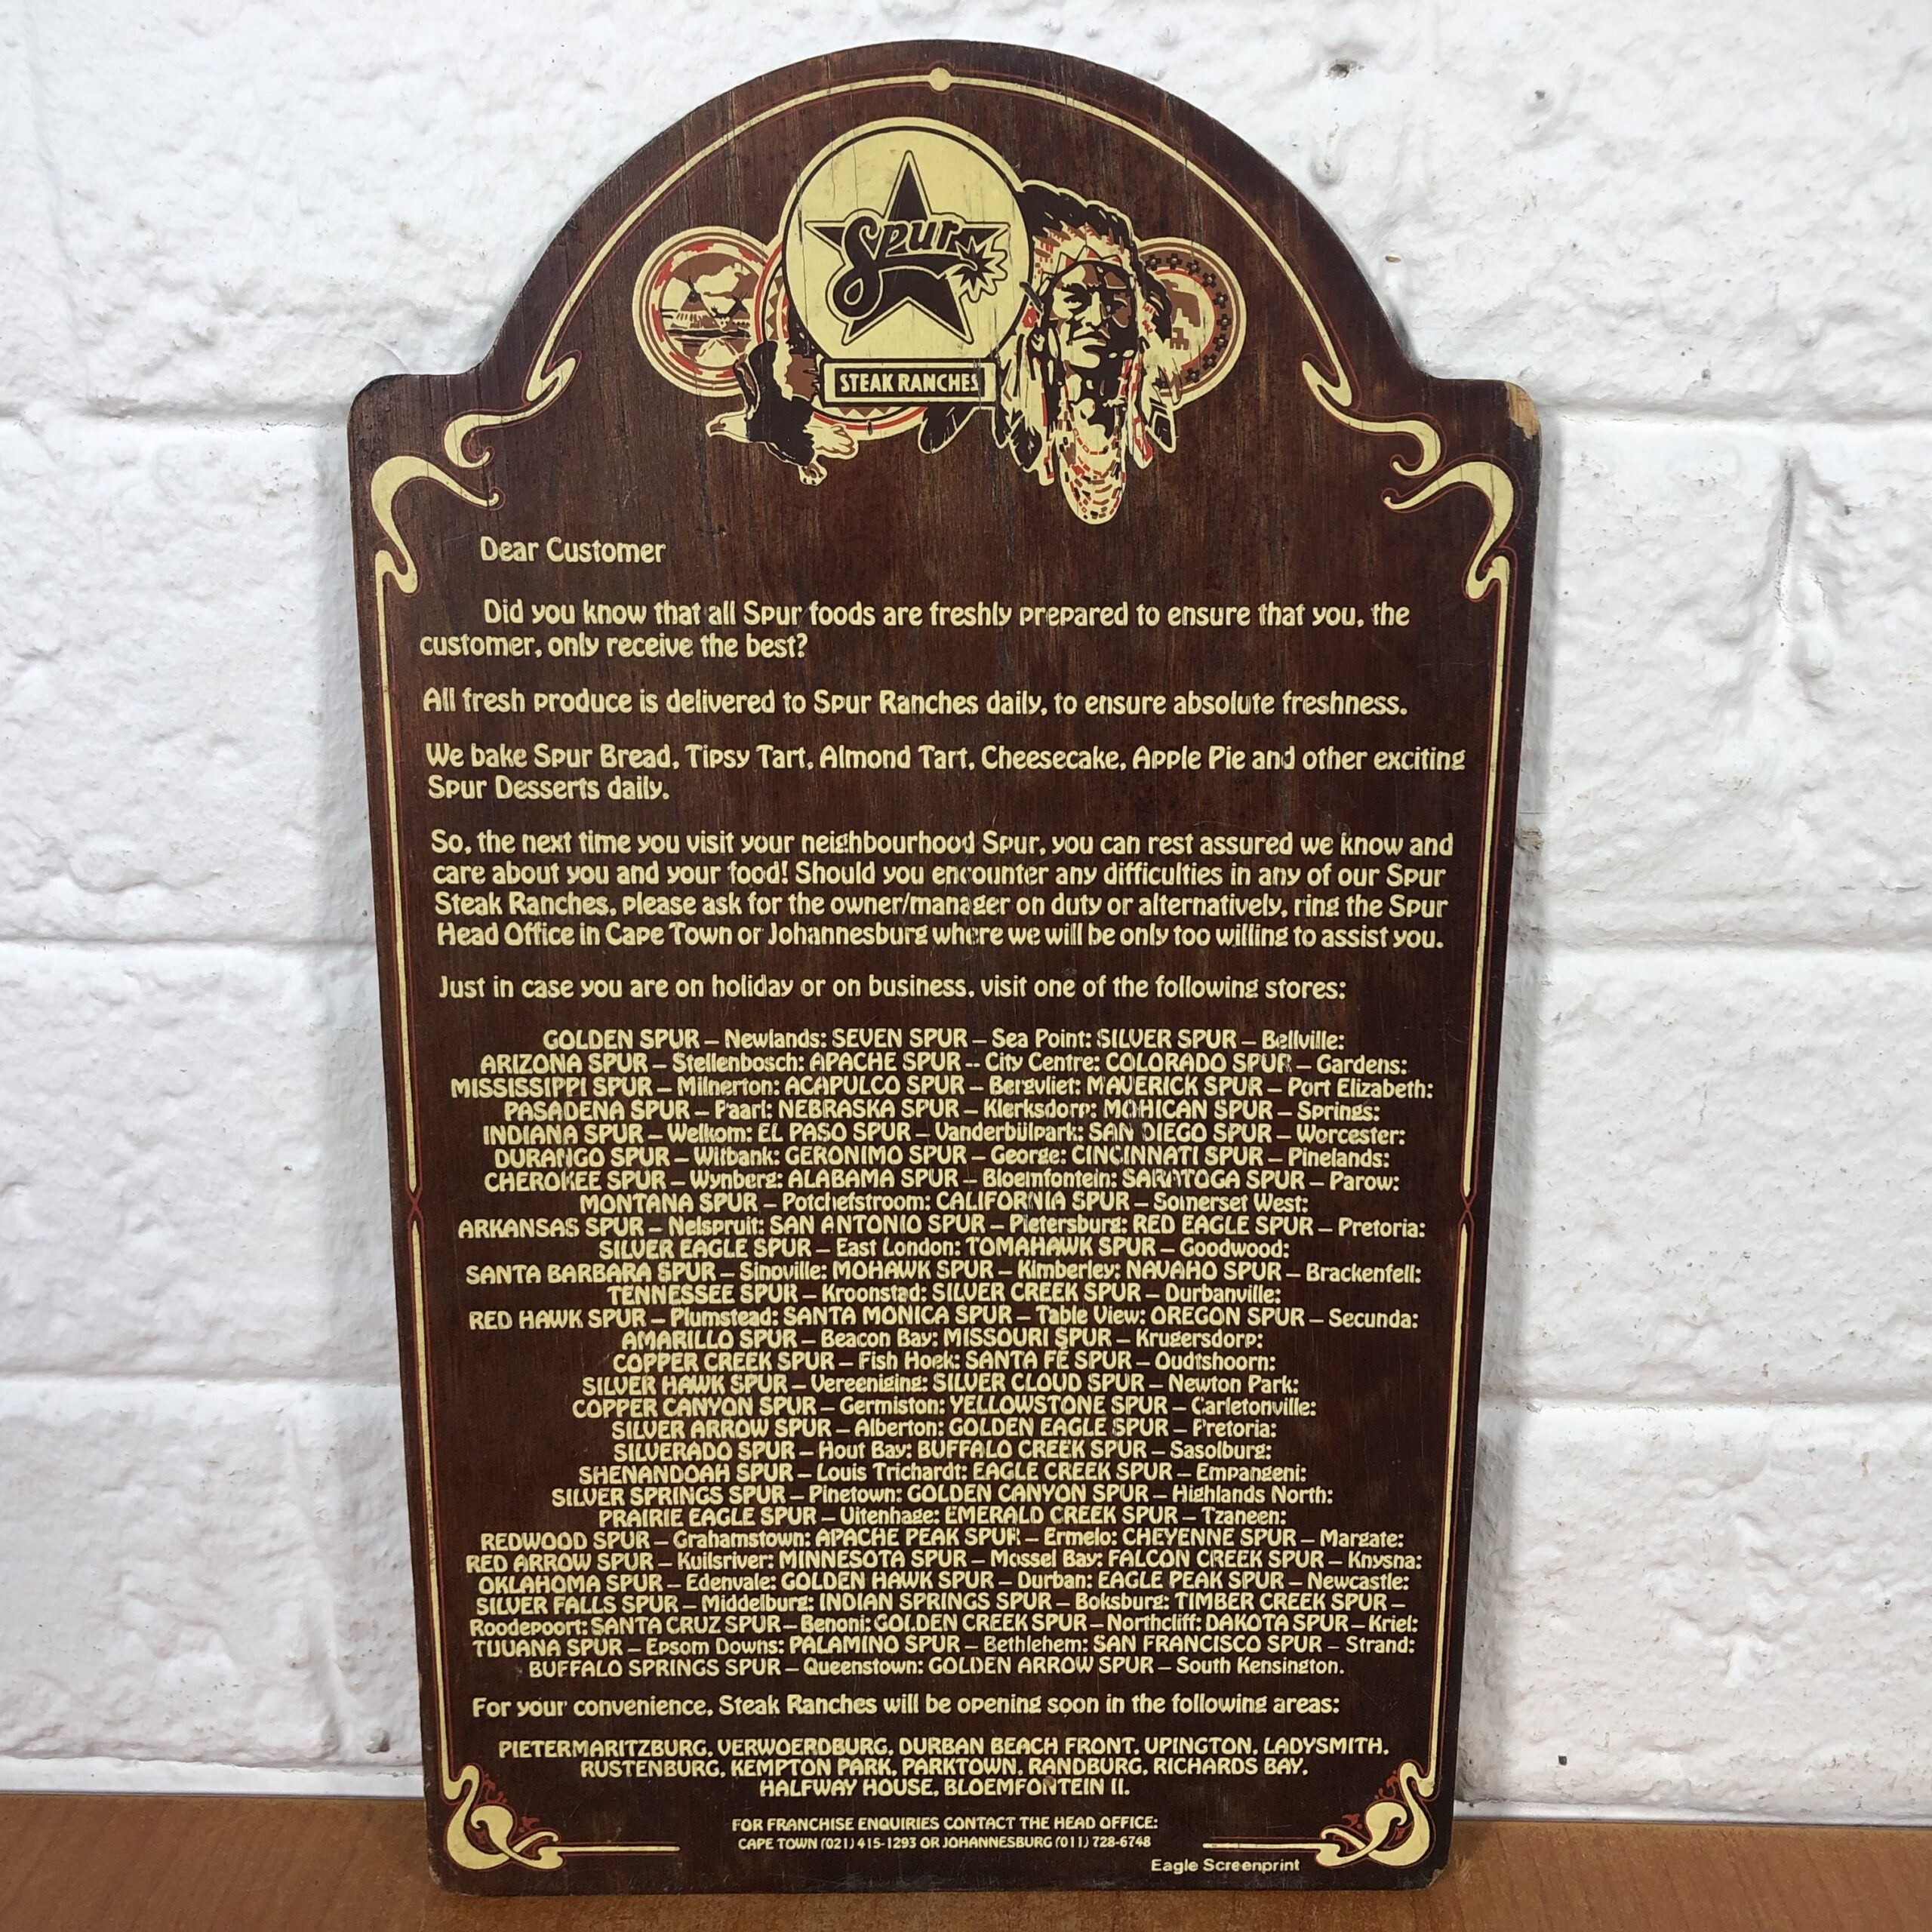 Spur
STEAK RANCHES
Dear Customer
Did you know that all Spur foods are freshly prepared to ensure that you, the
customer, only receive the best?
All fresh produce is delivered to Spur Ranches daily, to ensure absolute freshness.
We bake Spur Bread, Tipsy Tart, Almond Tart, Cheesecake, Apple Pie and other exciting
Spur Desserts daily.
So, the next time you visit your neighbourhood Spur, you can rest assured we know and
care about you and your food! Should you encounter any difficulties in any of our Spur
Steak Ranches, please ask for the owner/manager on duty or alternatively, ring the Spur
Head Office in Cape Town or Johannesburg where we will be only too willing to assist you.
Just in case you are on holiday or on business, visit one of the following stores:
GOLDEN SPUR – Newlands: SEVEN SPUR – Sea Point: SILVER SPUR – Bellville:
ARIZONA SPUR – Stellenbosch: APACHE SPUR -- City Centre: COLORADO SPUR – Gardens:
MISSISSIPPI SPUR – Milnerton: ACAPULCO SPUR – Bergvliet: MAVERICK SPUR – Port Elizabeth:
PASADENA SPUR – Paarl: NEBRASKA SPUR – Klerksdorp: MOHICAN SPUR – Springs:
INDIANA SPUR – Welkom: EL PASO SPUR – Vanderbülpark: SAN DIEGO SPUR – Worcester:
DURANGO SPUR – Witbank: GERONIMO SPUR – George: CINCINNATI SPUR – Pinelands:
CHEROKEE SPUR – Wynberg: ALABAMA SPUR – Bloemfontein: SARATOGA SPUR – Parow:
MONTANA SPUR – Potchefstroom: CALIFORNIA SPUR – Somerset West:
ARKANSAS SPUR – Nelspruit: SAN ANTONIO SPUR – Pietersburg: RED EAGLE SPUR – Pretoria:
SILVER EAGLE SPUR – East London: TOMAHAWK SPUR – Goodwood:
SANTA BARBARA SPUR – Sinoville: MOHAWK SPUR – Kimberley: NAVAHO SPUR – Brackenfell:
TENNESSEE SPUR – Kroonstad: SILVER CREEK SPUR – Durbanville:
RED HAWK SPUR – Plumstead: SANTA MONICA SPUR – Table View: OREGON SPUR – Secunda:
AMARILLO SPUR – Beacon Bay: MISSOURI SPUR – Krugersdorp:
COPPER CREEK SPUR – Fish Hoek: SANTA FÉ SPUR – Oudtshoorn:
SILVER HAWK SPUR – Vereeniging: SILVER CLOUD SPUR – Newton Park:
COPPER CANYON SPUR – Germiston: YELLOWSTONE SPUR – Carletonville:
SILVER ARROW SPUR – Alberton: GOLDEN EAGLE SPUR – Pretoria:
SILVERADO SPUR – Hout Bay: BUFFALO CREEK SPUR – Sasolburg:
SHENANDOAH SPUR – Louis Trichardt: EAGLE CREEK SPUR – Empangeni:
SILVER SPRINGS SPUR – Pinetown: GOLDEN CANYON SPUR – Highlands North:
PRAIRIE EAGLE SPUR – Uitenhage: EMERALD CREEK SPUR – Tzaneen:
REDWOOD SPUR – Grahamstown: APACHE PEAK SPUR – Ermelo: CHEYENNE SPUR – Margate:
RED ARROW SPUR – Kuilsriver: MINNESOTA SPUR – Mossel Bay: FALCON CREEK SPUR – Knysna:
OKLAHOMA SPUR – Edenvale: GOLDEN HAWK SPUR – Durban: EAGLE PEAK SPUR – Newcastle:
SILVER FALLS SPUR – Middelburg: INDIAN SPRINGS SPUR – Boksburg: TIMBER CREEK SPUR –
Roodepoort: SANTA CRUZ SPUR – Benoni: GOLDEN CREEK SPUR – Northcliff: DAKOTA SPUR – Kriel:
TIJUANA SPUR – Epsom Downs: PALAMINO SPUR – Bethlehem: SAN FRANCISCO SPUR – Strand:
BUFFALO SPRINGS SPUR – Queenstown: GOLDEN ARROW SPUR – South Kensington.
For your convenience, Steak Ranches will be opening soon in the following areas:
PIETERMARITZBURG, VERWOERDBURG, DURBAN BEACH FRONT, UPINGTON, LADYSMITH,
RUSTENBURG, KEMPTON PARK, PARKTOWN, RANDBURG, RICHARDS BAY,
HALFWAY HOUSE, BLOEMFONTEIN II.
FOR FRANCHISE ENQUIRIES CONTACT THE HEAD OFFICE:
CAPE TOWN (021) 415-1293 OR JOHANNESBURG (011) 728-6748
Eagle Screenprint